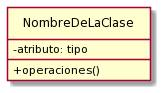 NombreDeLaClase
-atributo: tipo
+operaciones()